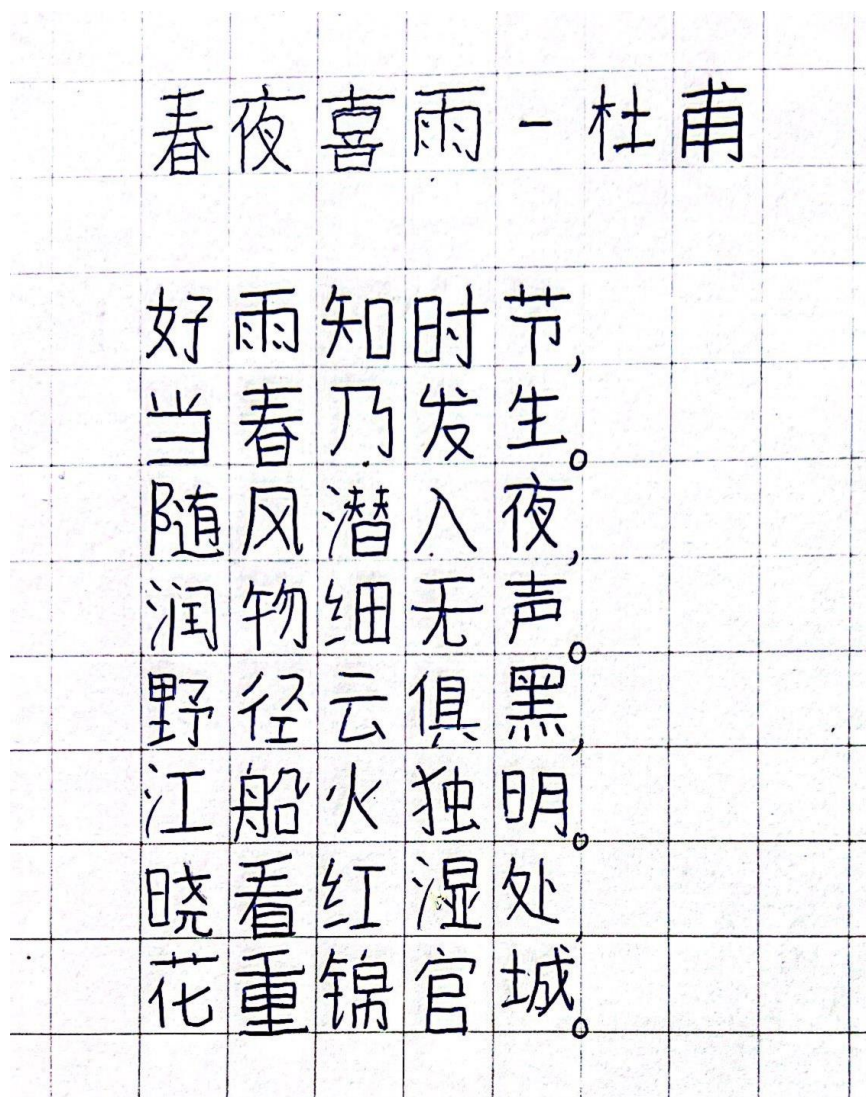 春夜喜雨-杜甫
好雨知时节,
当春乃发生。
随风潜入夜,
润物细无声。
野径云俱黑,
江船火独明。
晓看红湿处,
花重锦官城。